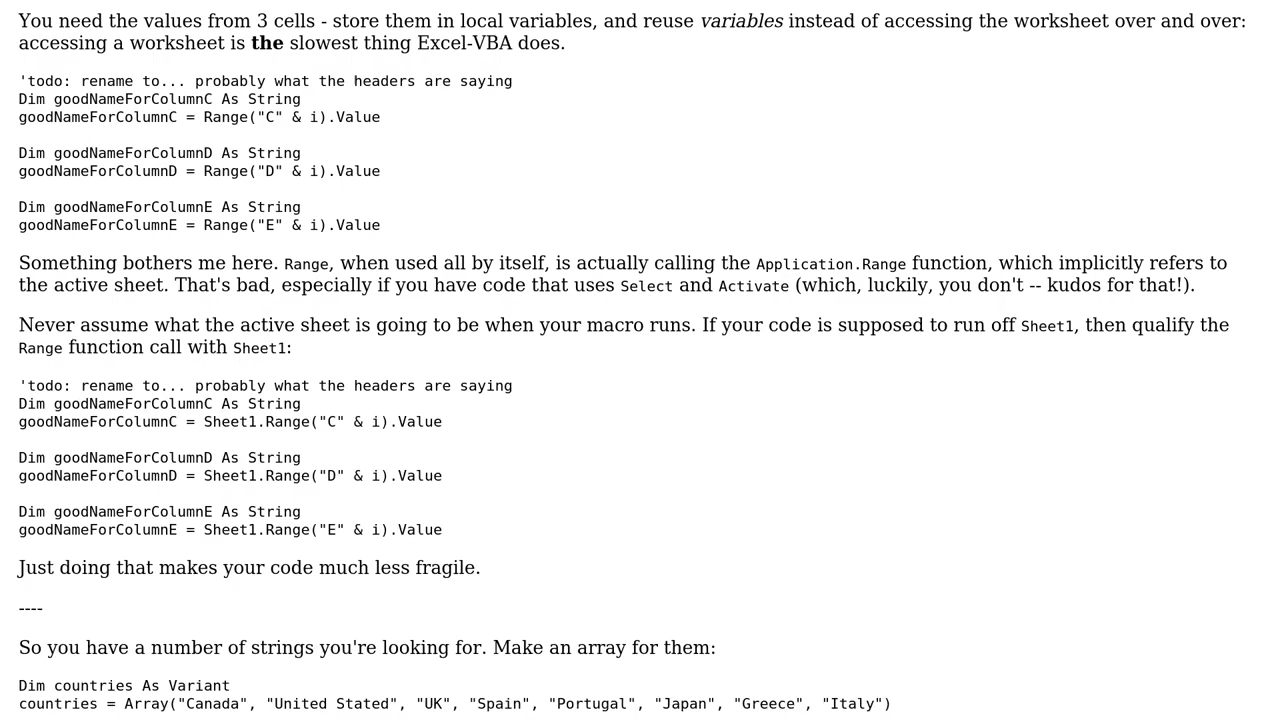 You need the values from 3 cells - store them in local variables, and reuse variables instead of accessing the worksheet over and over:
accessing a worksheet is the slowest thing Excel-VBA does.
'todo: rename to... probably what the headers are saying
Dim goodNameForColumnC As String
goodNameForColumnC = Range("C" & i).Value
Dim goodNameForColumnD As String
goodNameForColumnD = Range("D" & i).Value
Dim goodNameForColumnE As String
goodNameForColumnE = Range("E" & i).Value
Something bothers me here. Range, when used all by itself, is actually calling the Application.Range function, which implicitly refers to
the active sheet. That's bad, especially if you have code that uses Select and Activate (which, luckily, you don't -- kudos for that!).
Never assume what the active sheet is going to be when your macro runs. If your code is supposed to run off Sheet1, then qualify the
Range function call with Sheet1:
'todo: rename to... probably what the headers are saying
Dim goodNameForColumnC As String
goodNameForColumnC = Sheet1.Range("C" & i).Value
Dim goodNameForColumnD As String
goodNameForColumnD = Sheet1.Range("D" & i).Value
Dim goodNameForColumnE As String
goodNameForColumnE = Sheet1.Range("E" & i).Value
Just doing that makes your code much less fragile.
----
So you have a number of strings you're looking for. Make an array for them:
Dim countries As Variant
countries = Array("Canada", "United Stated", "UK", "Spain", "Portugal", "Japan", "Greece", "Italy")